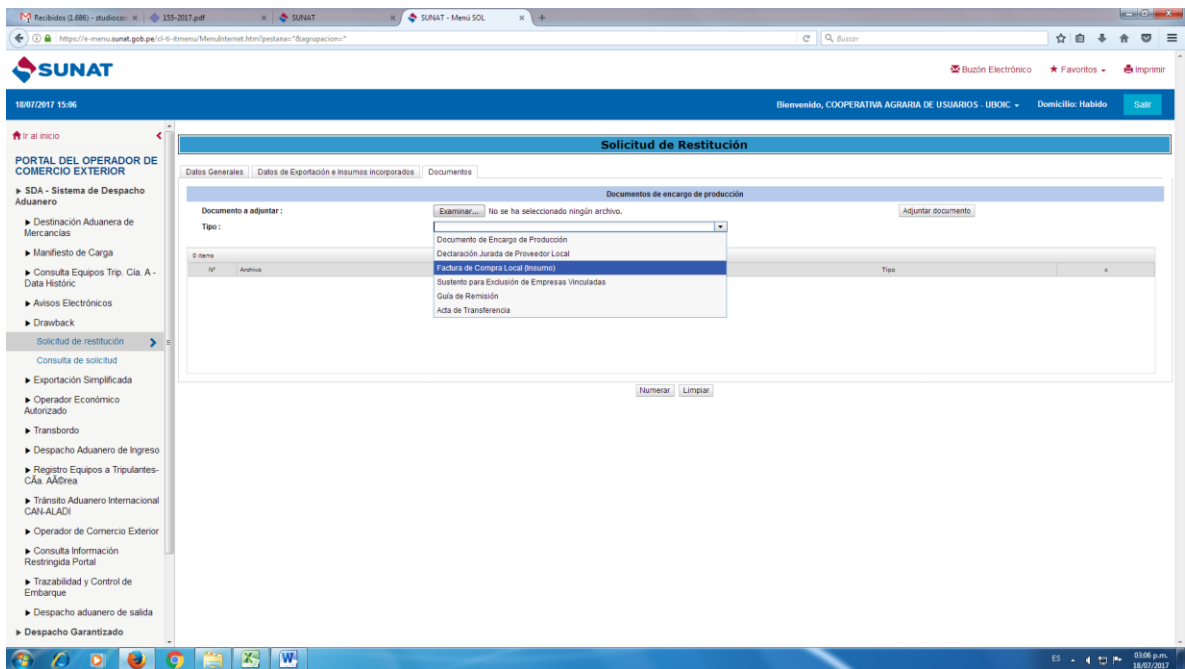 Recibidos (1.686) - studiocon
155-2017.pdf
SUNAT
SUNAT - Menú SOL
https://e-menu.sunat.gob.pe/cl-ti-itmenu/MenuInternet.htm?pestana=*&agrupacion=*
Buscar
SUNAT
Buzón Electrónico
Favoritos
Imprimir
18/07/2017 15:06
Bienvenido, COOPERATIVA AGRARIA DE USUARIOS - UBOIC
Domicilio: Habido
Salir
Ir al inicio
PORTAL DEL OPERADOR DE
COMERCIO EXTERIOR
SDA - Sistema de Despacho
Aduanero
Destinación Aduanera de
Mercancías
Manifiesto de Carga
Consulta Equipos Trip. Cía. A -
Data Históric
Avisos Electrónicos
Drawback
Solicitud de restitución
Consulta de solicitud
Exportación Simplificada
Operador Económico
Autorizado
Transbordo
Despacho Aduanero de Ingreso
Registro Equipos a Tripulantes-
CÃa. AÃ©rea
Tránsito Aduanero Internacional
CAN-ALADI
Operador de Comercio Exterior
Consulta Información
Restringida Portal
Trazabilidad y Control de
Embarque
Despacho aduanero de salida
Despacho Garantizado
Solicitud de Restitución
Datos Generales
Datos de Exportación e Insumos incorporados
Documentos
Documentos de encargo de producción
Documento a adjuntar :
Examinar... No se ha seleccionado ningún archivo.
Adjuntar documento
Tipo :
Documento de Encargo de Producción
Declaración Jurada de Proveedor Local
Factura de Compra Local (Insumo)
Sustento para Exclusión de Empresas Vinculadas
Guía de Remisión
Acta de Transferencia
0 items
Nº
Archivo
Tipo
x
Numerar
Limpiar
ES
03:06 p.m.
18/07/2017